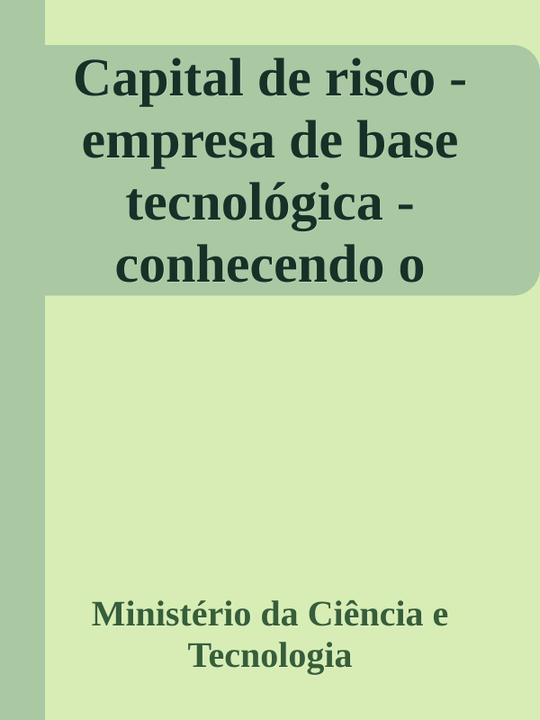 Capital de risco -
empresa de base
tecnológica -
conhecendo o
Ministério da Ciência e
Tecnologia